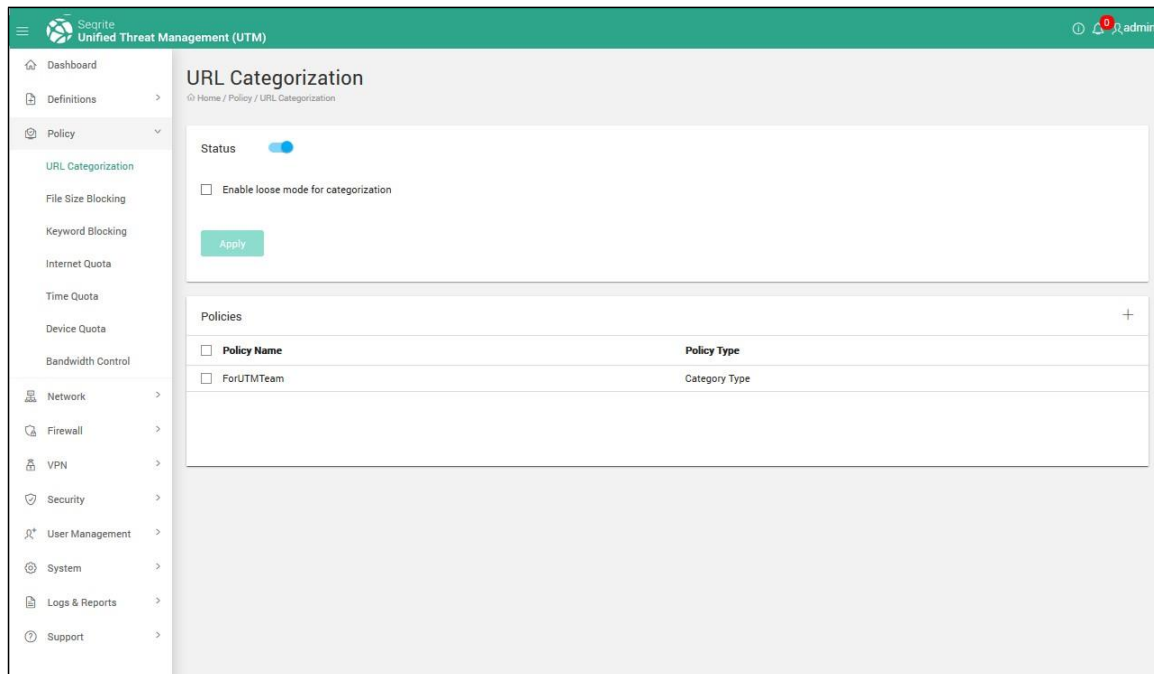 Seqrite
Unified Threat Management (UTM)
0
admin
Dashboard
Definitions
Policy
URL Categorization
File Size Blocking
Keyword Blocking
Internet Quota
Time Quota
Device Quota
Bandwidth Control
Network
Firewall
VPN
Security
User Management
System
Logs & Reports
Support
URL Categorization
Home / Policy / URL Categorization
Status
Enable loose mode for categorization
Apply
Policies
Policy Name Policy Type
ForUTMTeam Category Type